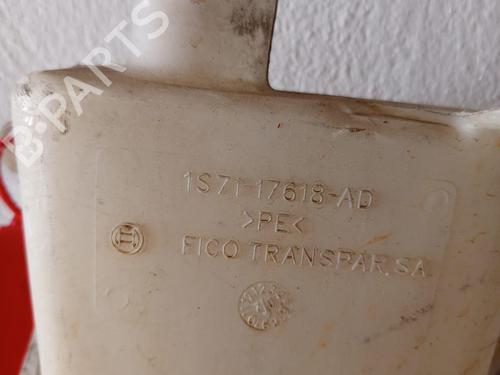 B-PARTS
1S71-17618-AD
>PE<
FICO TRANSPAR, S.A.